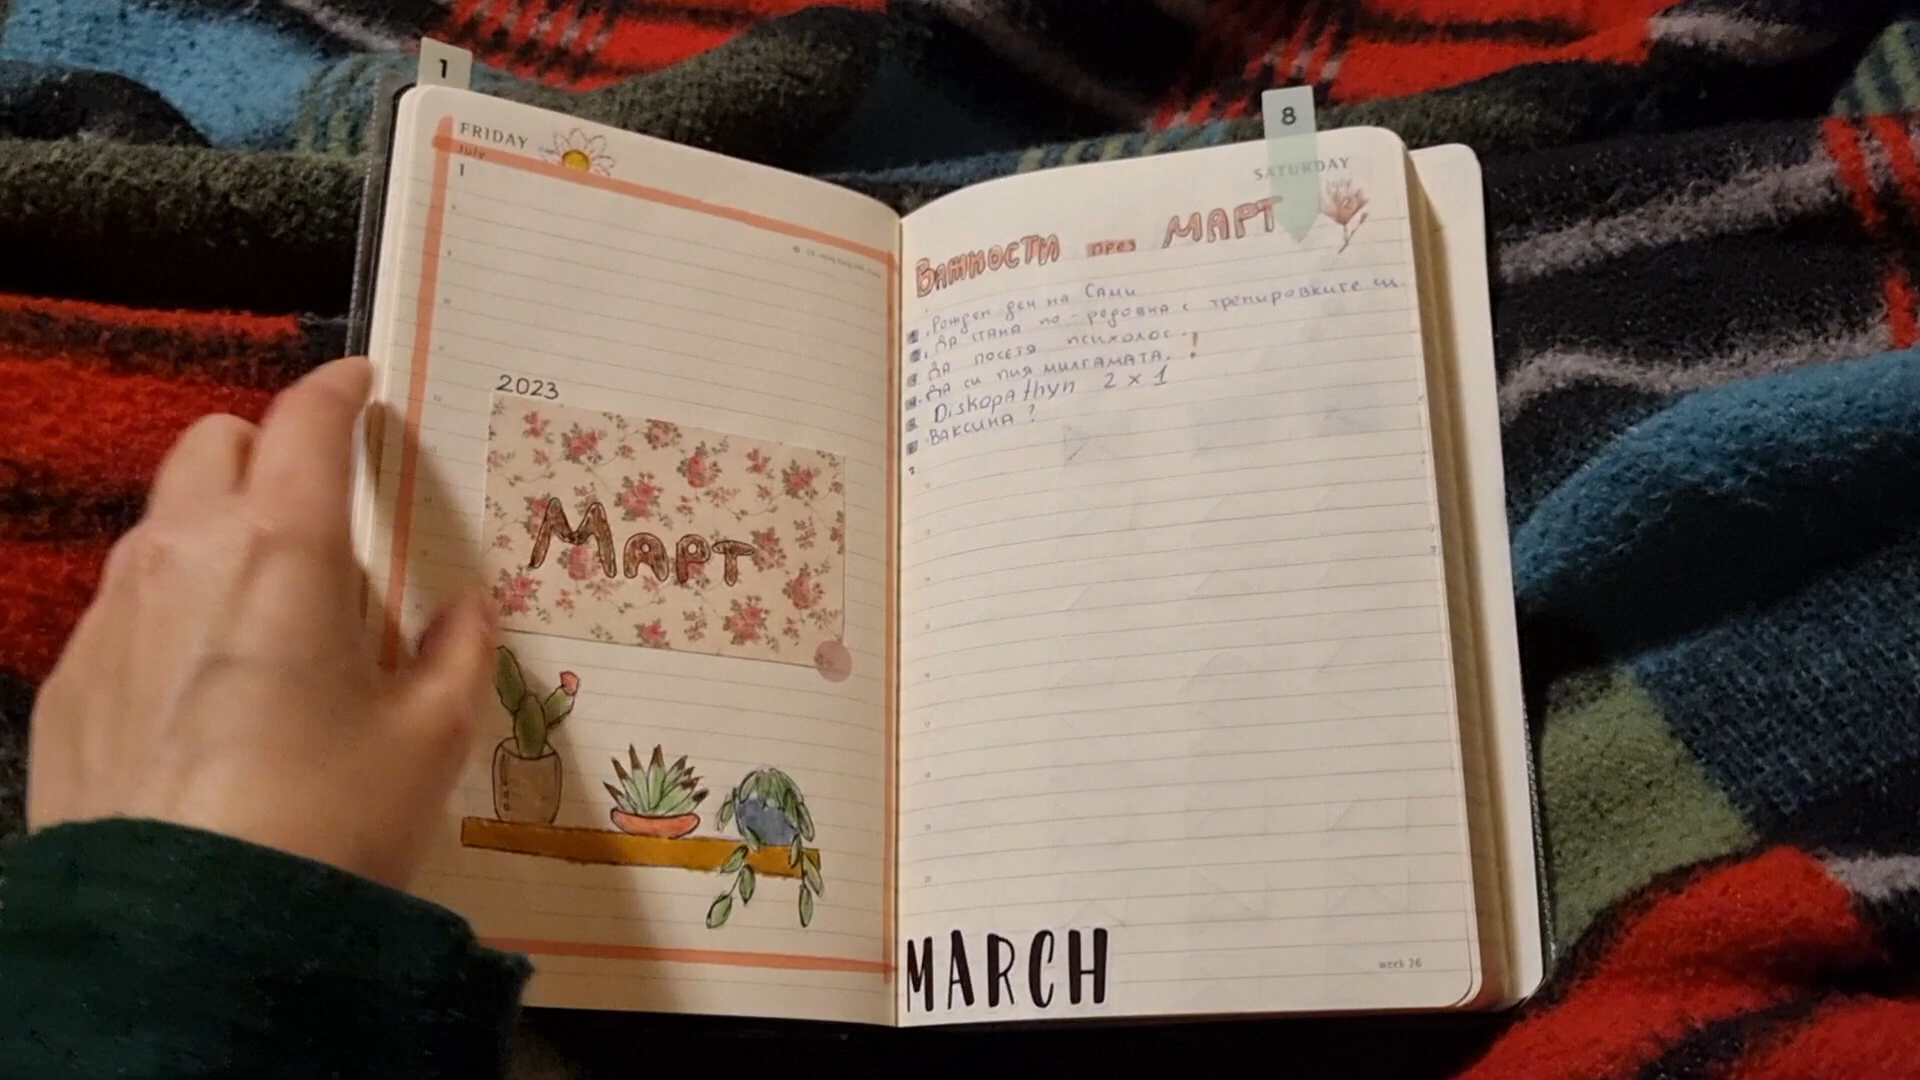 1
FRIDAY
July
1
2023
Март
8
SATURDAY
July
2
Важности през МАРТ
Рожден ден на Сами
Да стана по-редовна с тренировките
Да посетя психолог.
Да си пия милгамата. !
Diskopathyn 2 x 1
Ваксина ?
MARCH
week 26